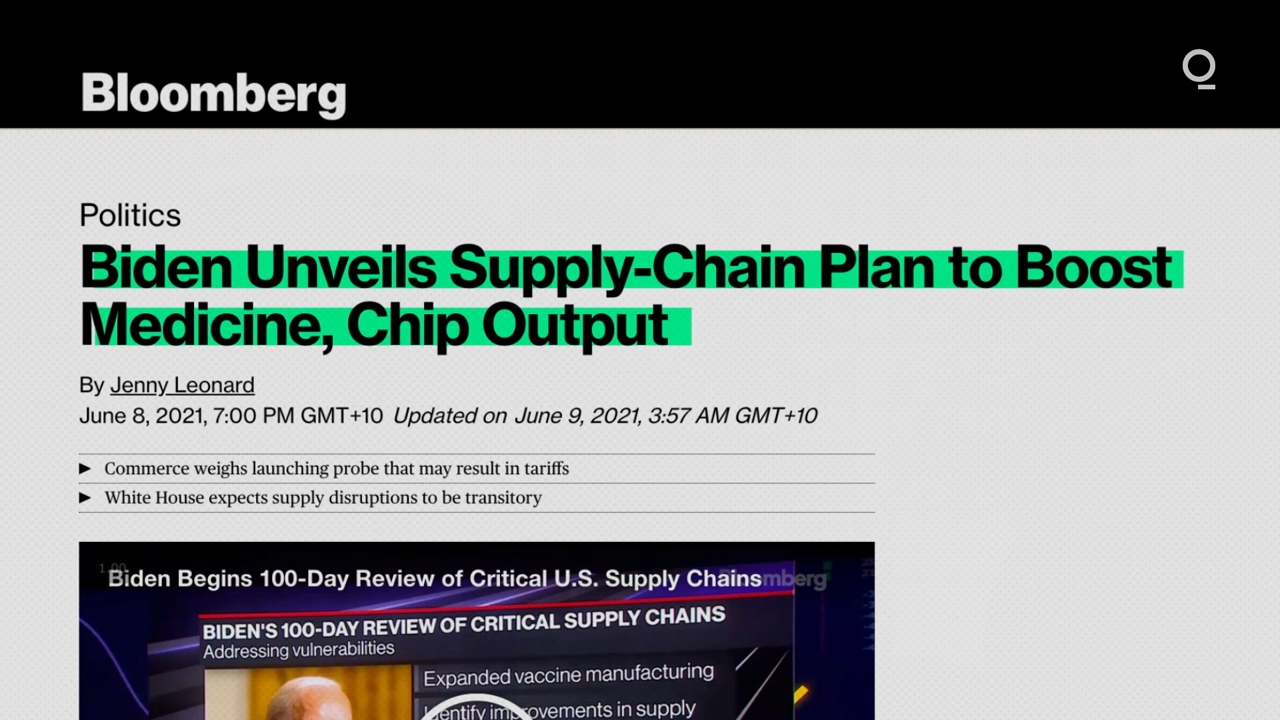 Bloomberg
Politics
Biden Unveils Supply-Chain Plan to Boost
Medicine, Chip Output
By Jenny Leonard
June 8, 2021, 7:00 PM GMT+10 Updated on June 9, 2021, 3:57 AM GMT+10
▶ Commerce weighs launching probe that may result in tariffs
▶ White House expects supply disruptions to be transitory
1.00
Biden Begins 100-Day Review of Critical U.S. Supply Chains
BIDEN'S 100-DAY REVIEW OF CRITICAL SUPPLY CHAINS
Addressing vulnerabilities
Expanded vaccine manufacturing
Identify improvements in supply